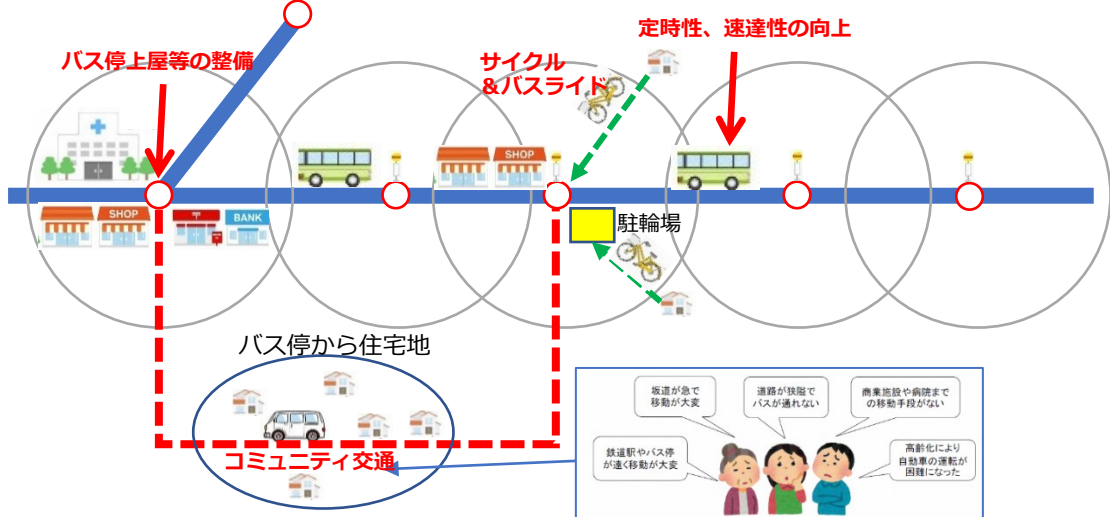 バス停上屋等の整備
サイクル
&バスライド
定時性、速達性の向上
SHOP
SHOP
BANK
駐輪場
バス停から住宅地
コミュニティ交通
坂道が急で
移動が大変
道路が狭隘で
バスが通れない
商業施設や病院まで
の移動手段がない
鉄道駅やバス停
が遠く移動が大変
高齢化により
自動車の運転が
困難になった